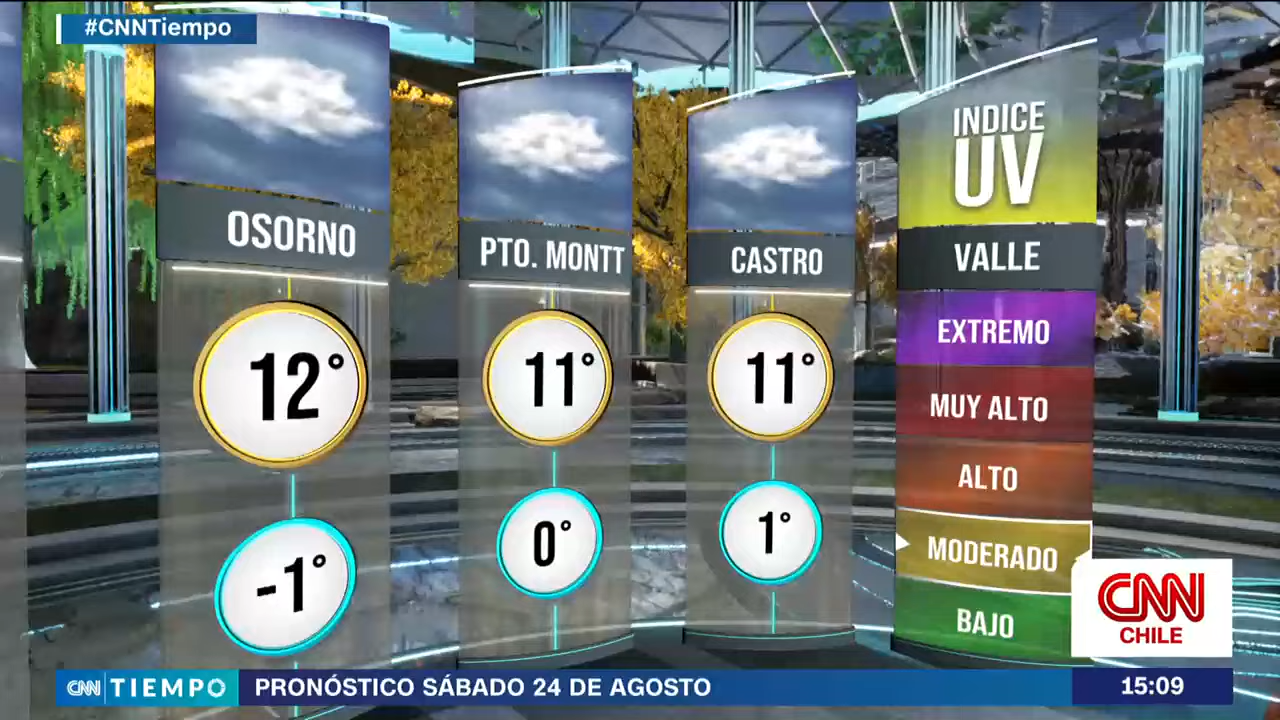 #CNNTiempo
OSORNO
12°
-1°
PTO. MONTT
11°
0°
CASTRO
11°
1°
INDICE
UV
VALLE
EXTREMO
MUY ALTO
ALTO
MODERADO
BAJO
CNN
CHILE
CNN TIEMPO
PRONÓSTICO SÁBADO 24 DE AGOSTO
15:09